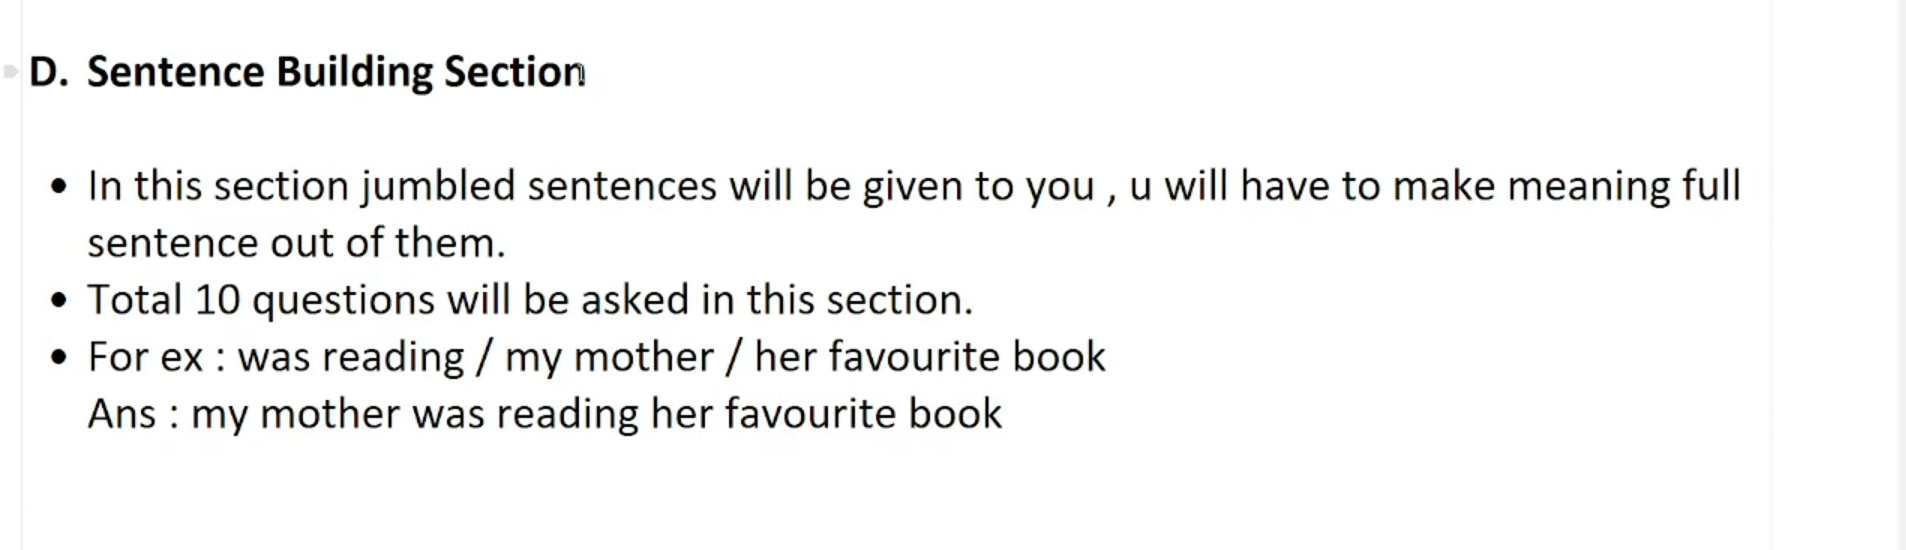 D. Sentence Building Section
• In this section jumbled sentences will be given to you , u will have to make meaning full
sentence out of them.
• Total 10 questions will be asked in this section.
• For ex : was reading / my mother / her favourite book
Ans : my mother was reading her favourite book